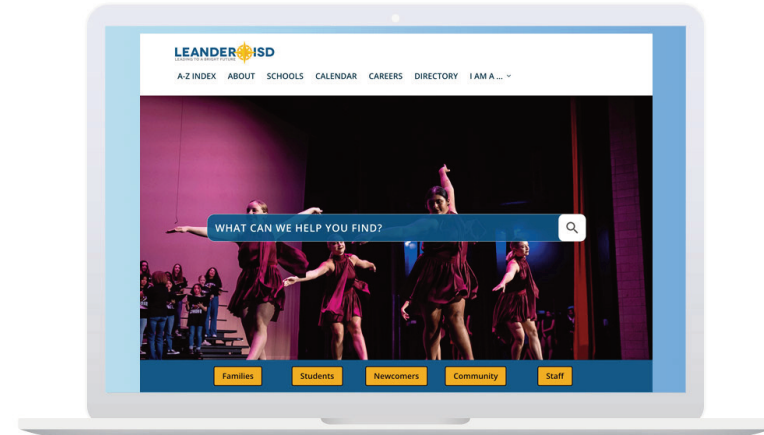 LEANDER ISD
LEADING TO A BRIGHT FUTURE
A-Z INDEX ABOUT SCHOOLS CALENDAR CAREERS DIRECTORY I AM A ...
WHAT CAN WE HELP YOU FIND?
Families Students Newcomers Community Staff